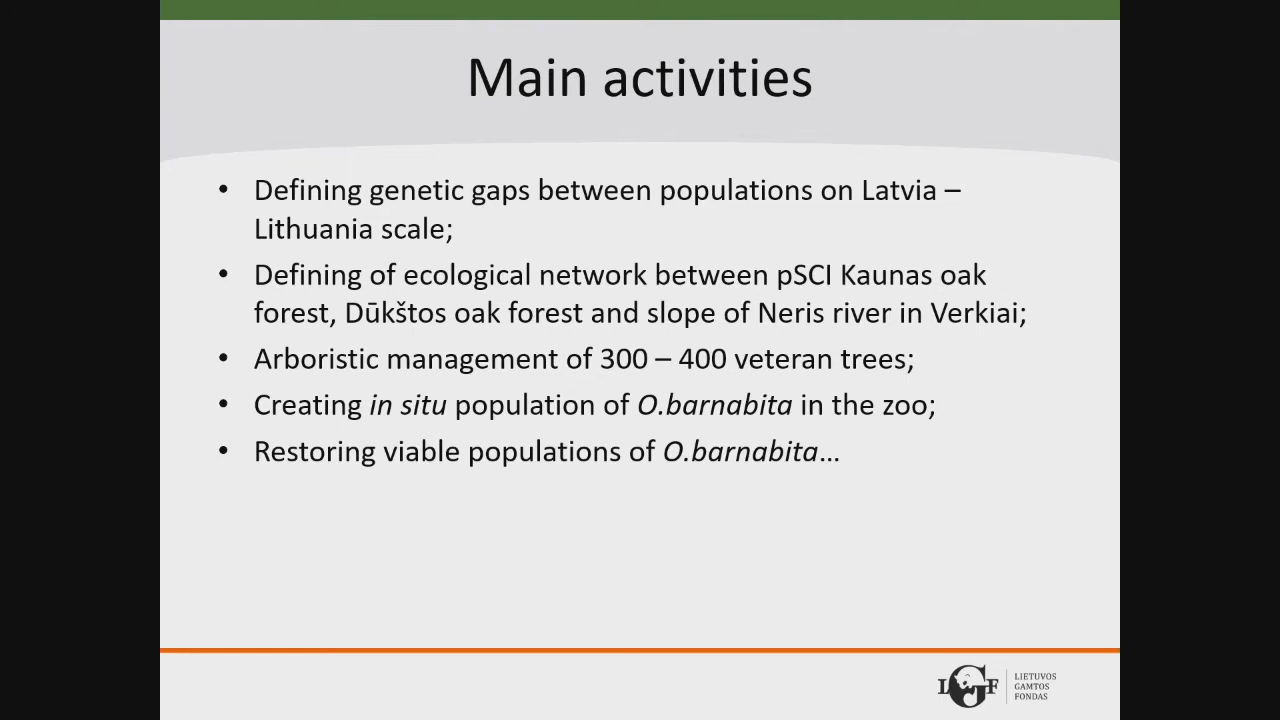 Main activities
• Defining genetic gaps between populations on Latvia –
Lithuania scale;
• Defining of ecological network between pSCI Kaunas oak
forest, Dūkštos oak forest and slope of Neris river in Verkiai;
• Arboristic management of 300 – 400 veteran trees;
• Creating in situ population of O.barnabita in the zoo;
• Restoring viable populations of O.barnabita…
LGF
LIETUVOS
GAMTOS
FONDAS